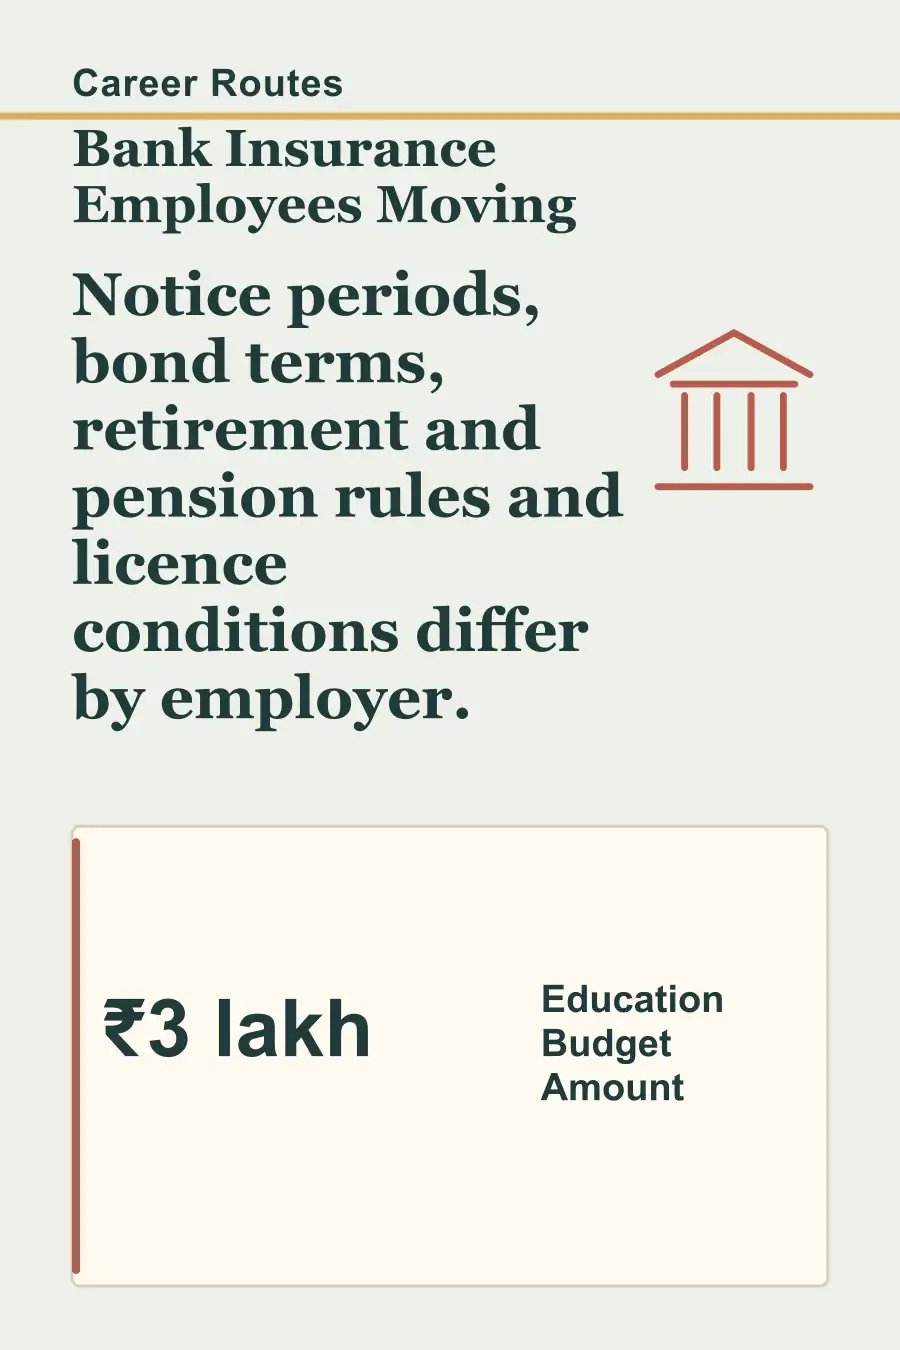 Career Routes
Bank Insurance
Employees Moving
Notice periods,
bond terms,
retirement and
pension rules and
licence
conditions differ
by employer.
₹3 lakh
Education
Budget
Amount